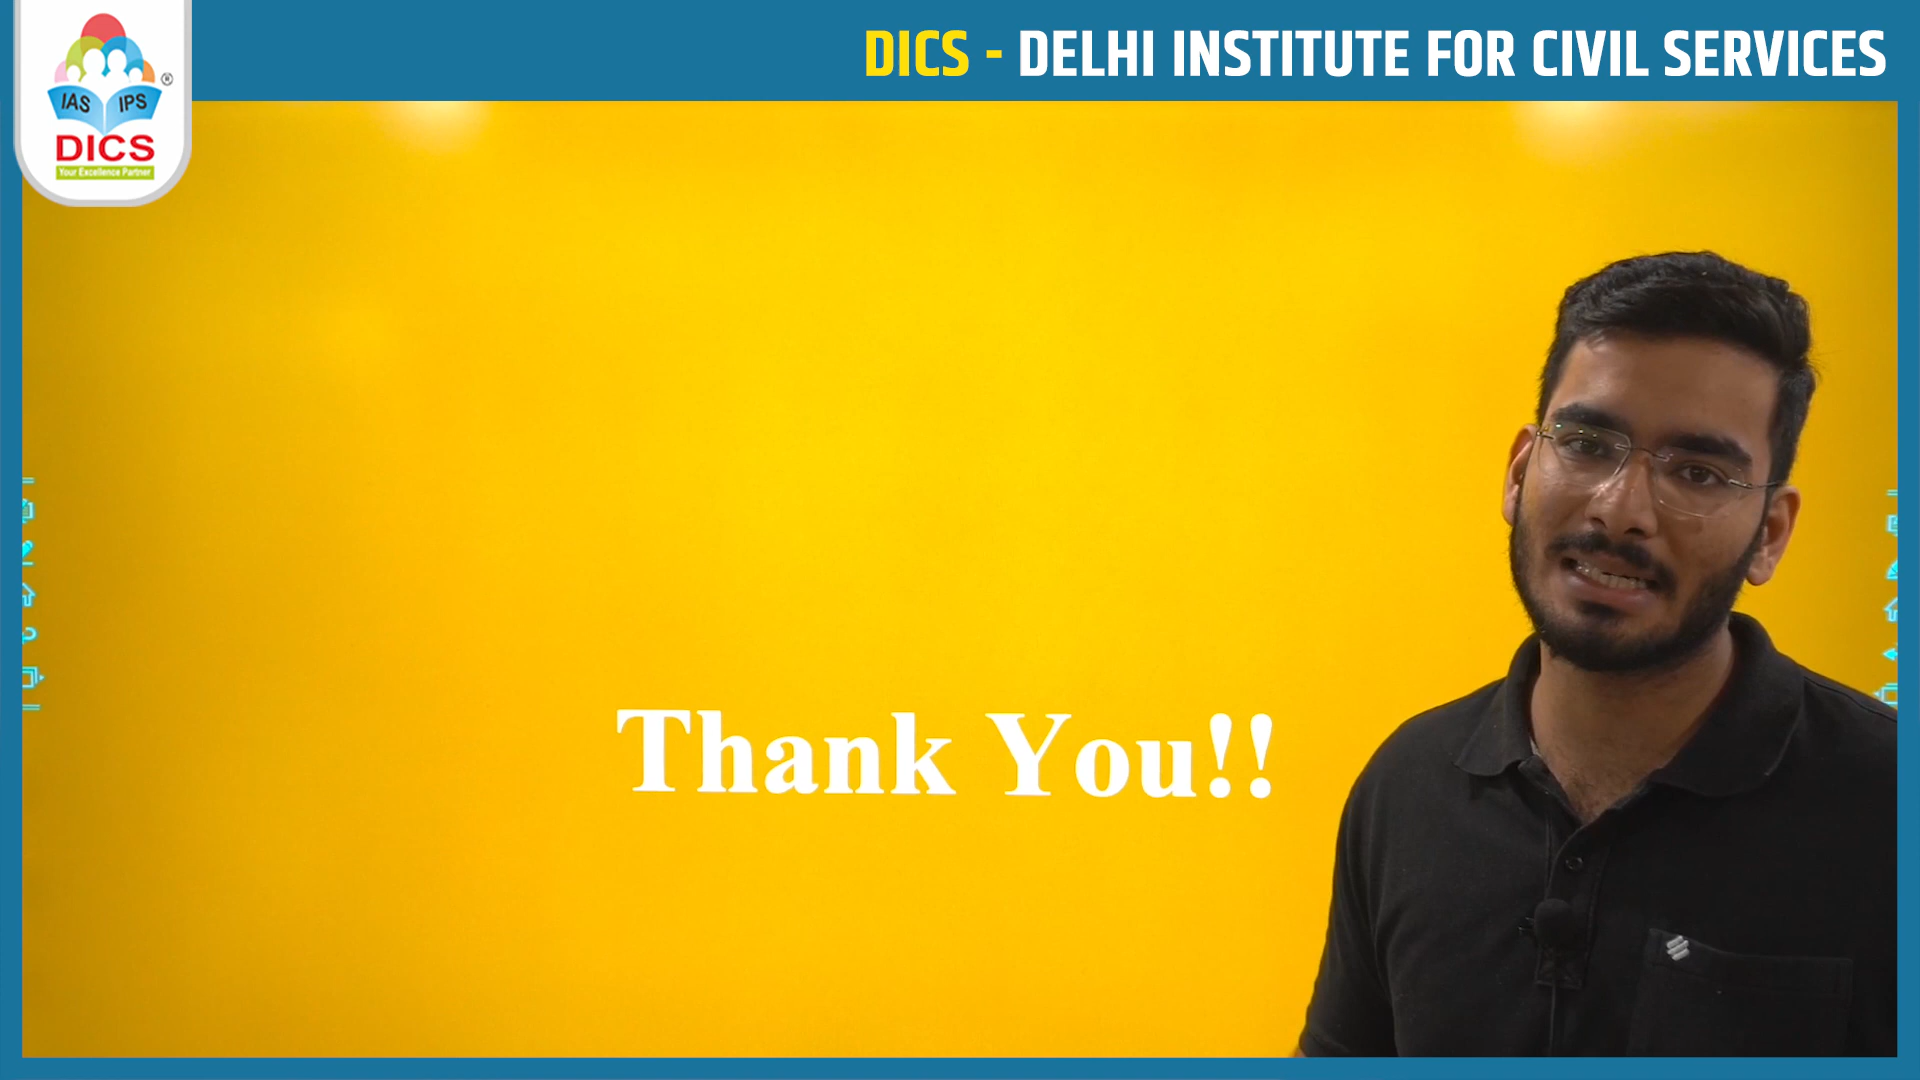 DICS - DELHI INSTITUTE FOR CIVIL SERVICES
IAS IPS
®
DICS
Your Excellence Partner
Thank You!!